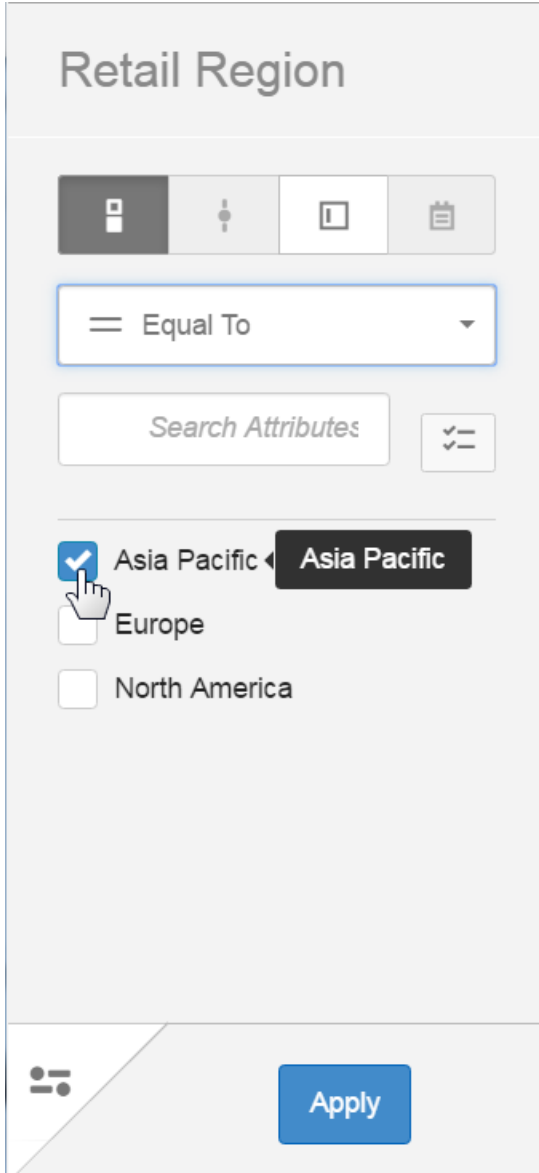 Retail Region
Equal To
Search Attributes
Asia Pacific
Asia Pacific
Europe
North America
Apply